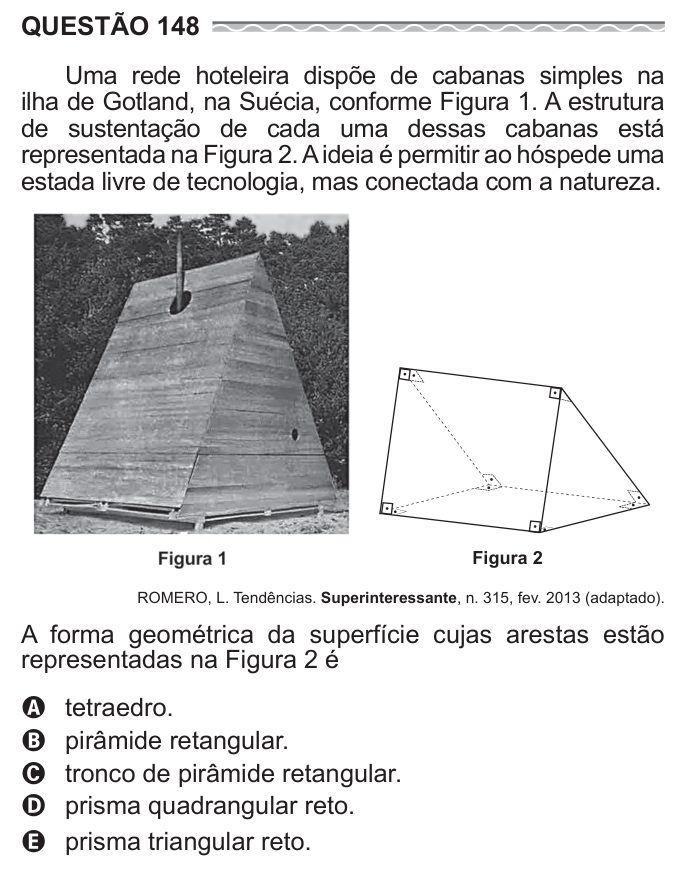 QUESTÃO 148
Uma rede hoteleira dispõe de cabanas simples na
ilha de Gotland, na Suécia, conforme Figura 1. A estrutura
de sustentação de cada uma dessas cabanas está
representada na Figura 2. A ideia é permitir ao hóspede uma
estada livre de tecnologia, mas conectada com a natureza.
Figura 1
Figura 2
ROMERO, L. Tendências. Superinteressante, n. 315, fev. 2013 (adaptado).
A forma geométrica da superfície cujas arestas estão
representadas na Figura 2 é
A tetraedro.
B pirâmide retangular.
C tronco de pirâmide retangular.
D prisma quadrangular reto.
E prisma triangular reto.